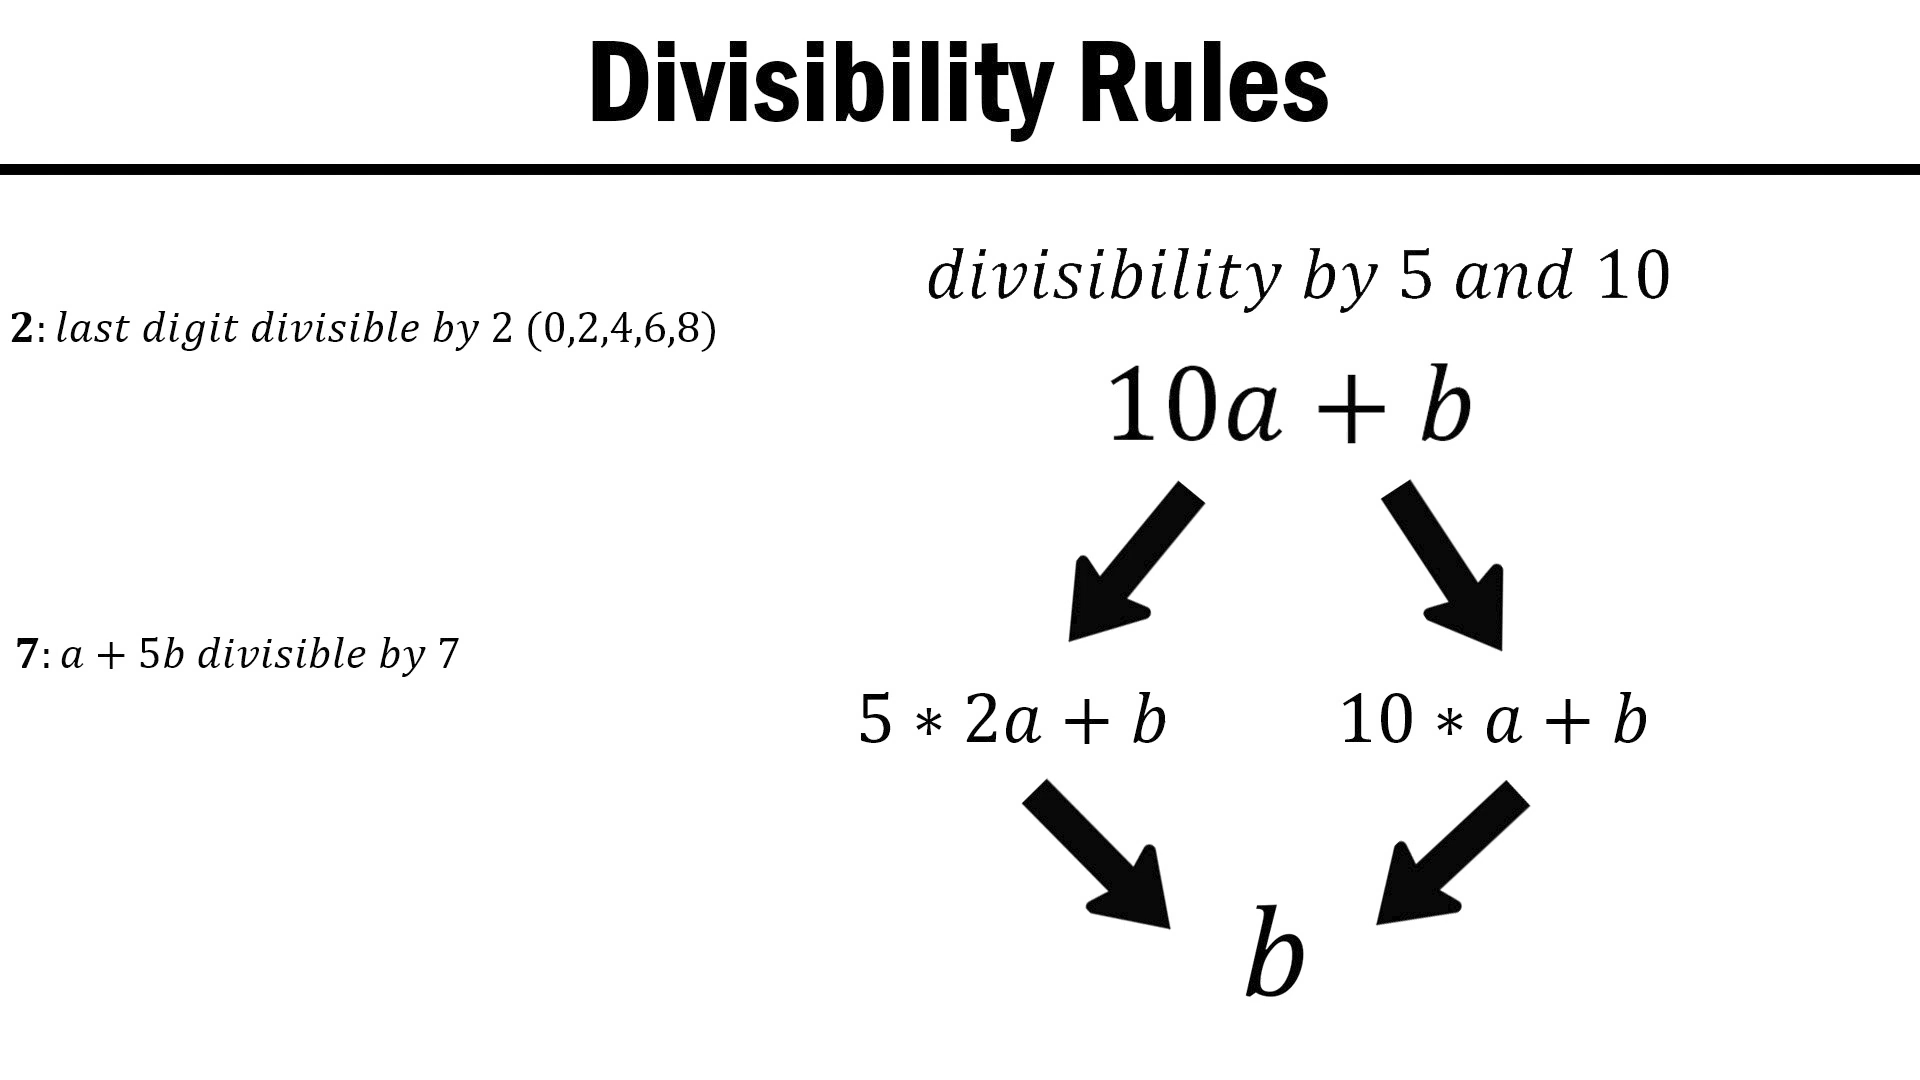 Divisibility Rules
2: last digit divisible by 2 (0,2,4,6,8)
7: a + 5b divisible by 7
divisibility by 5 and 10
10a + b
5 ∗ 2a + b
10 ∗ a + b
b